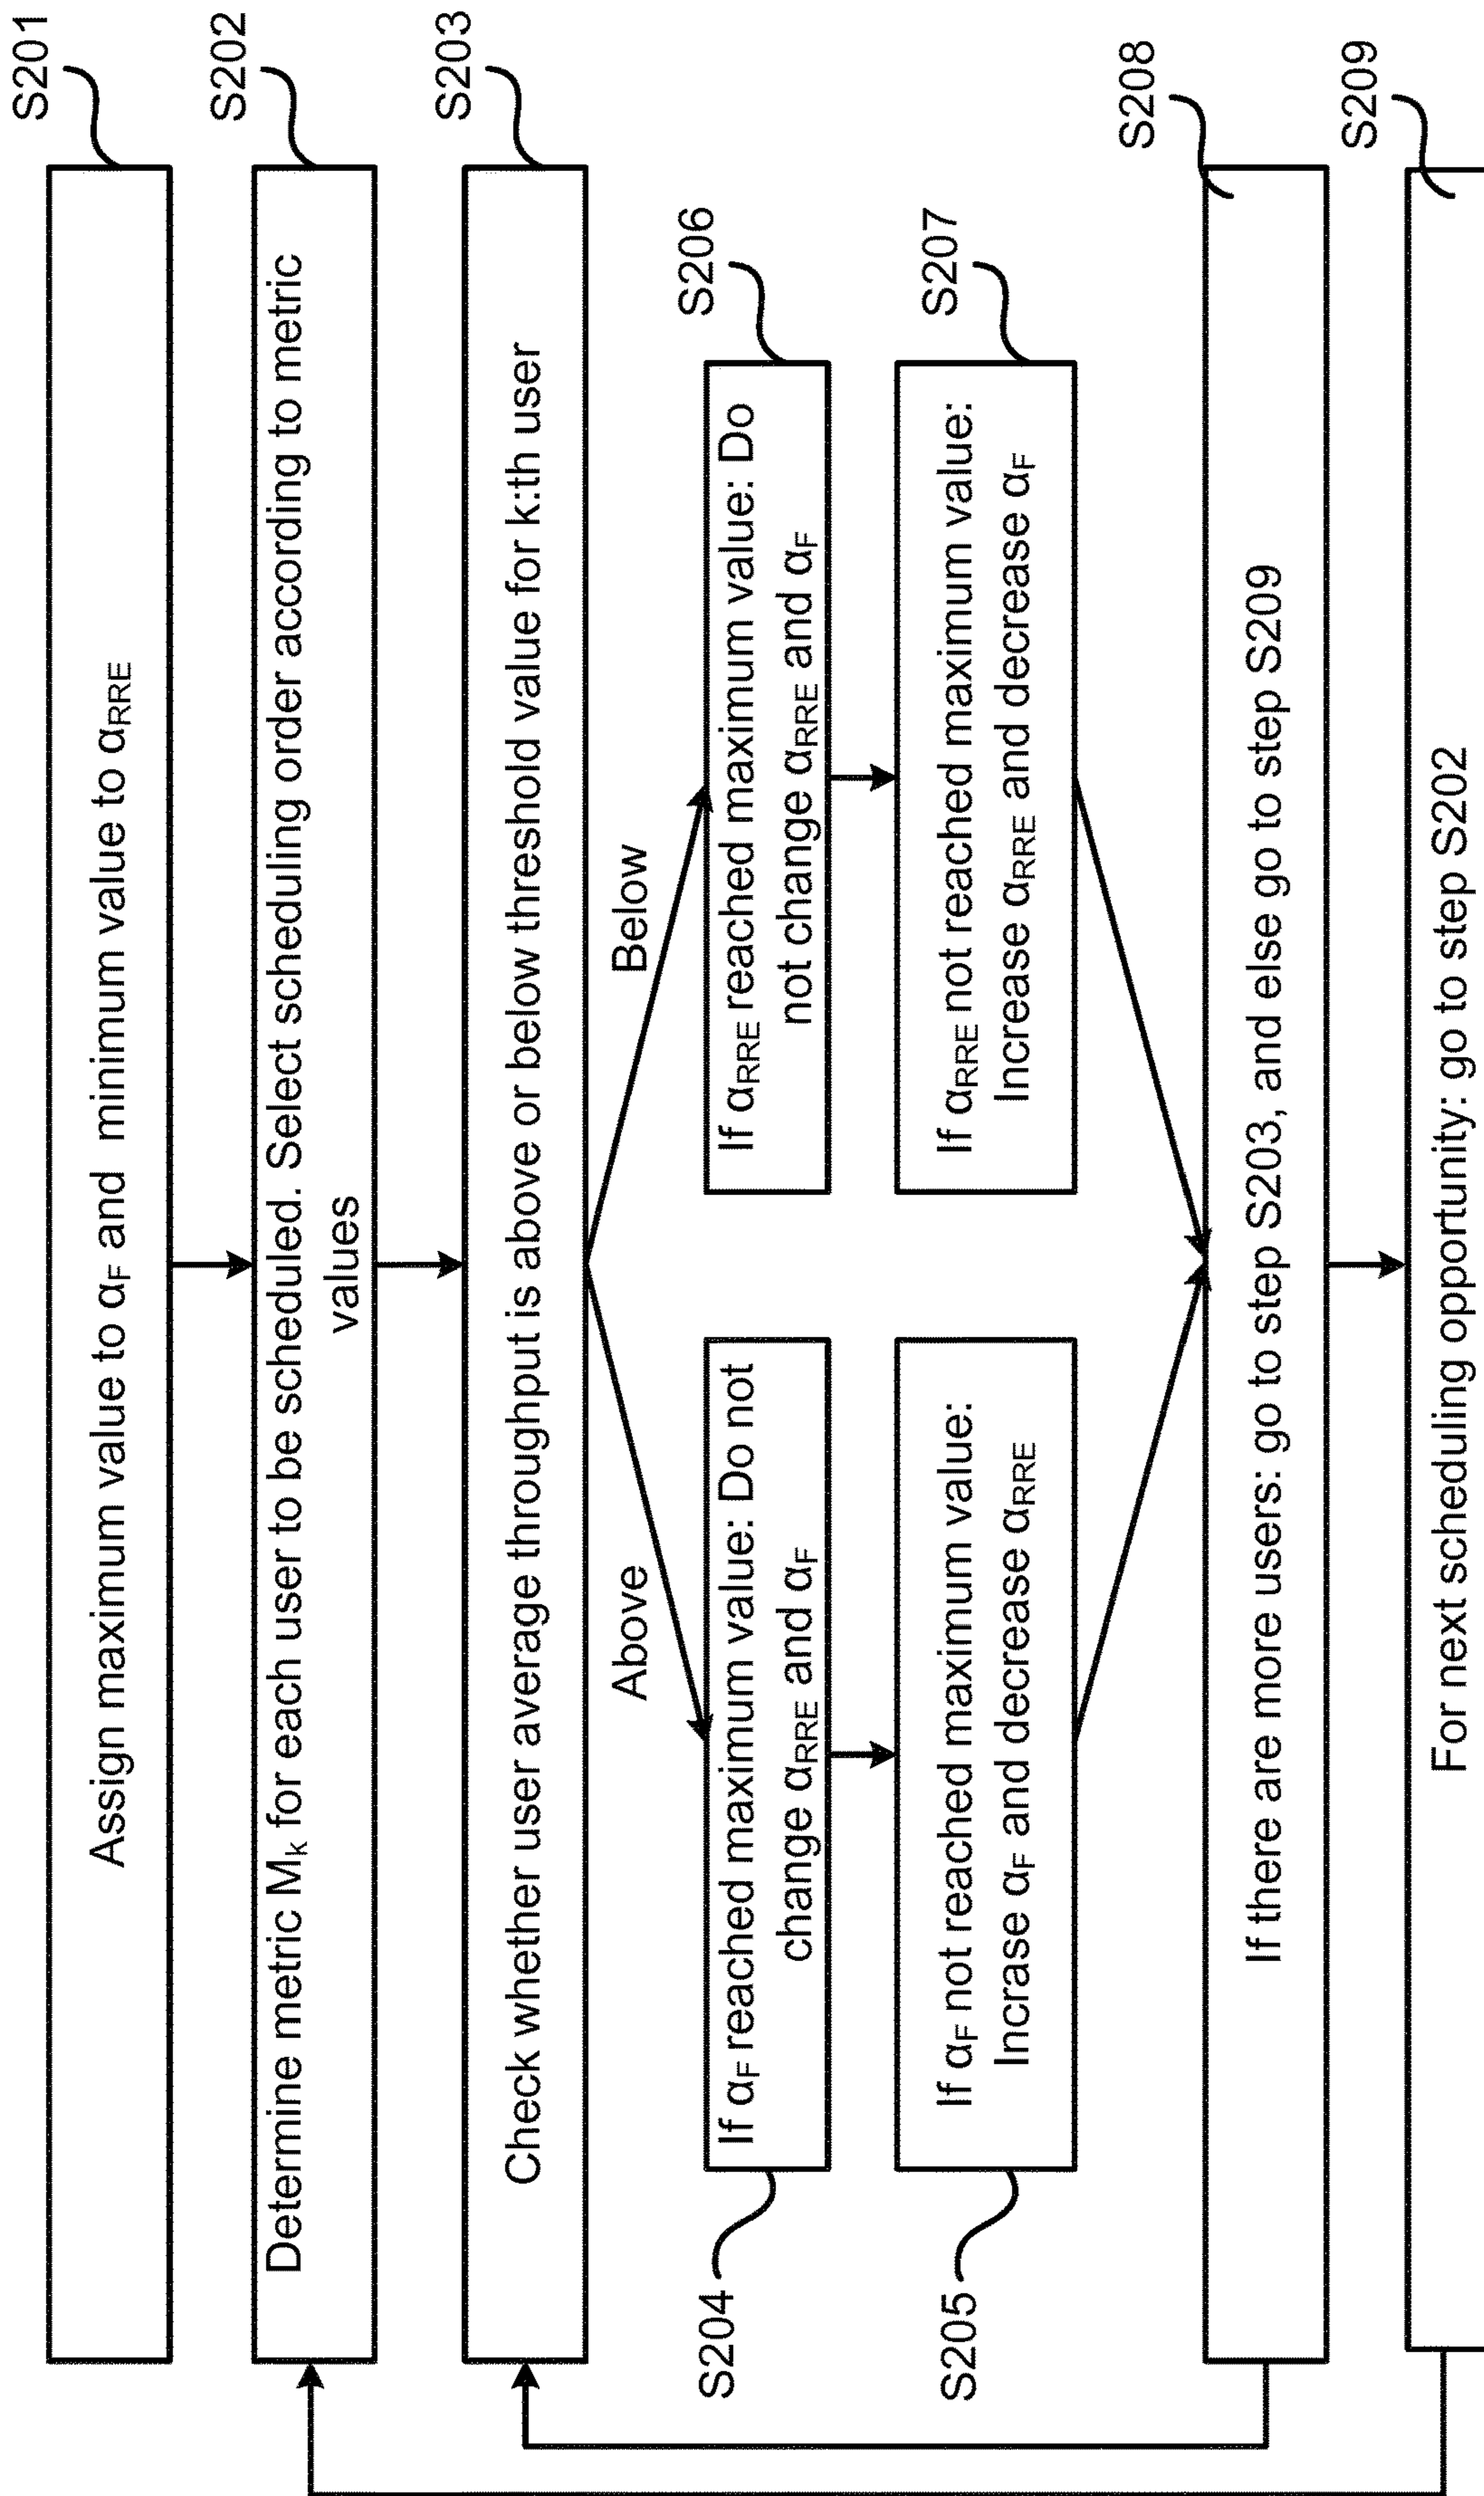 Assign maximum value to αF and minimum value to αRRE
S201
Determine metric Mk for each user to be scheduled. Select scheduling order according to metric
values
S202
Check whether user average throughput is above or below threshold value for k:th user
S203
Above
Below
S204
If αF reached maximum value: Do not
change αRRE and αF
If αRRE reached maximum value: Do
not change αRRE and αF
S206
S205
If αF not reached maximum value:
Incrase αF and decrease αRRE
If αRRE not reached maximum value:
Increase αRRE and decrease αF
S207
If there are more users: go to step S203, and else go to step S209
S208
For next scheduling opportunity: go to step S202
S209